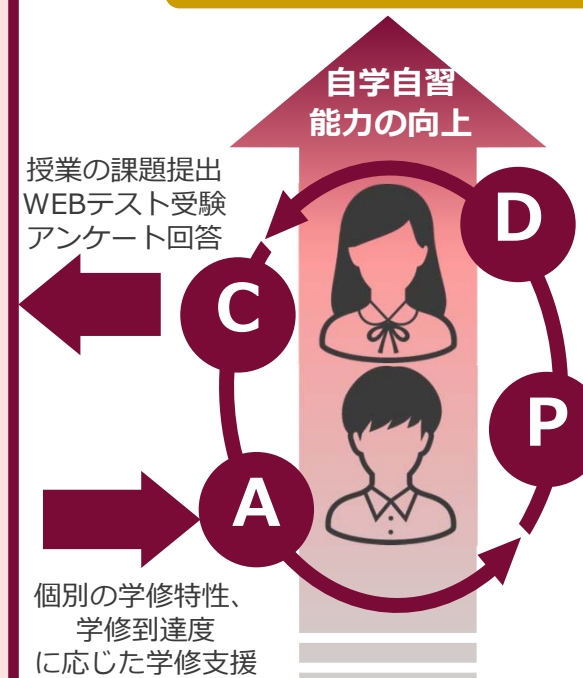 自学自習
能力の向上
授業の課題提出
WEBテスト受験
アンケート回答
D
C
P
A
個別の学修特性、
学修到達度
に応じた学修支援